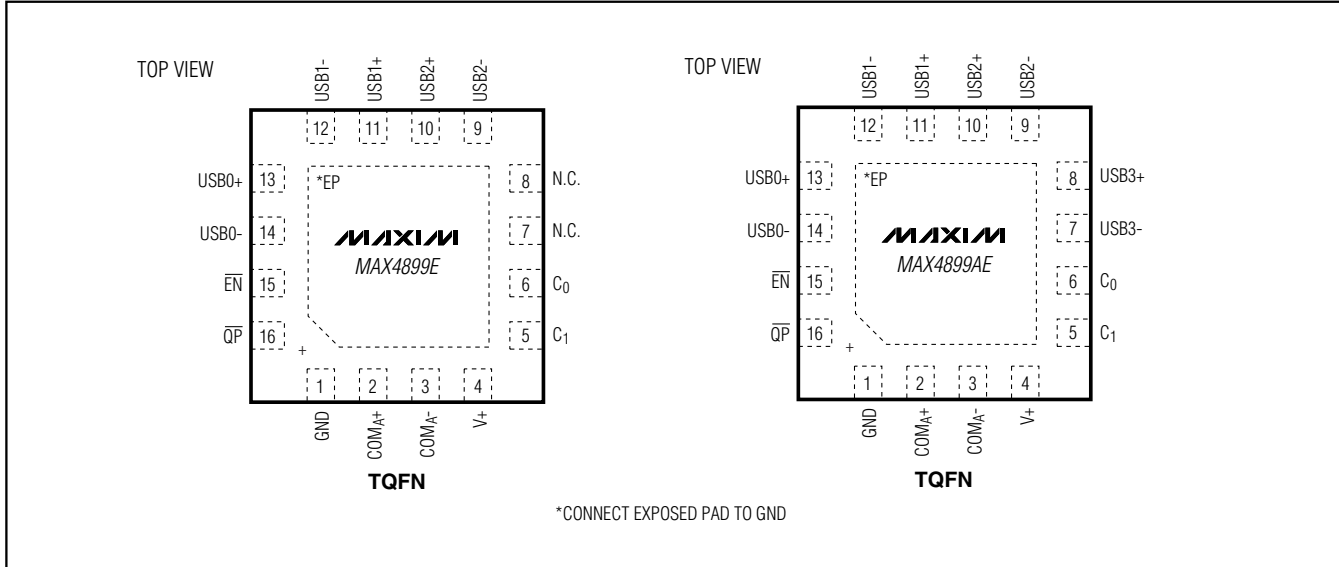 TOP VIEW
USB1-
USB1+
USB2+
USB2-
12
11
10
9
USB0+
13
*EP
8
N.C.
USB0-
14
MAXIM
7
N.C.
MAX4899E
EN
15
6
C0
QP
16
5
C1
+
1
2
3
4
GND
COMA+
COMA-
V+
TQFN
TOP VIEW
USB1-
USB1+
USB2+
USB2-
12
11
10
9
USB0+
13
*EP
8
USB3+
USB0-
14
MAXIM
7
USB3-
MAX4899AE
EN
15
6
C0
QP
16
5
C1
+
1
2
3
4
GND
COMA+
COMA-
V+
TQFN
*CONNECT EXPOSED PAD TO GND